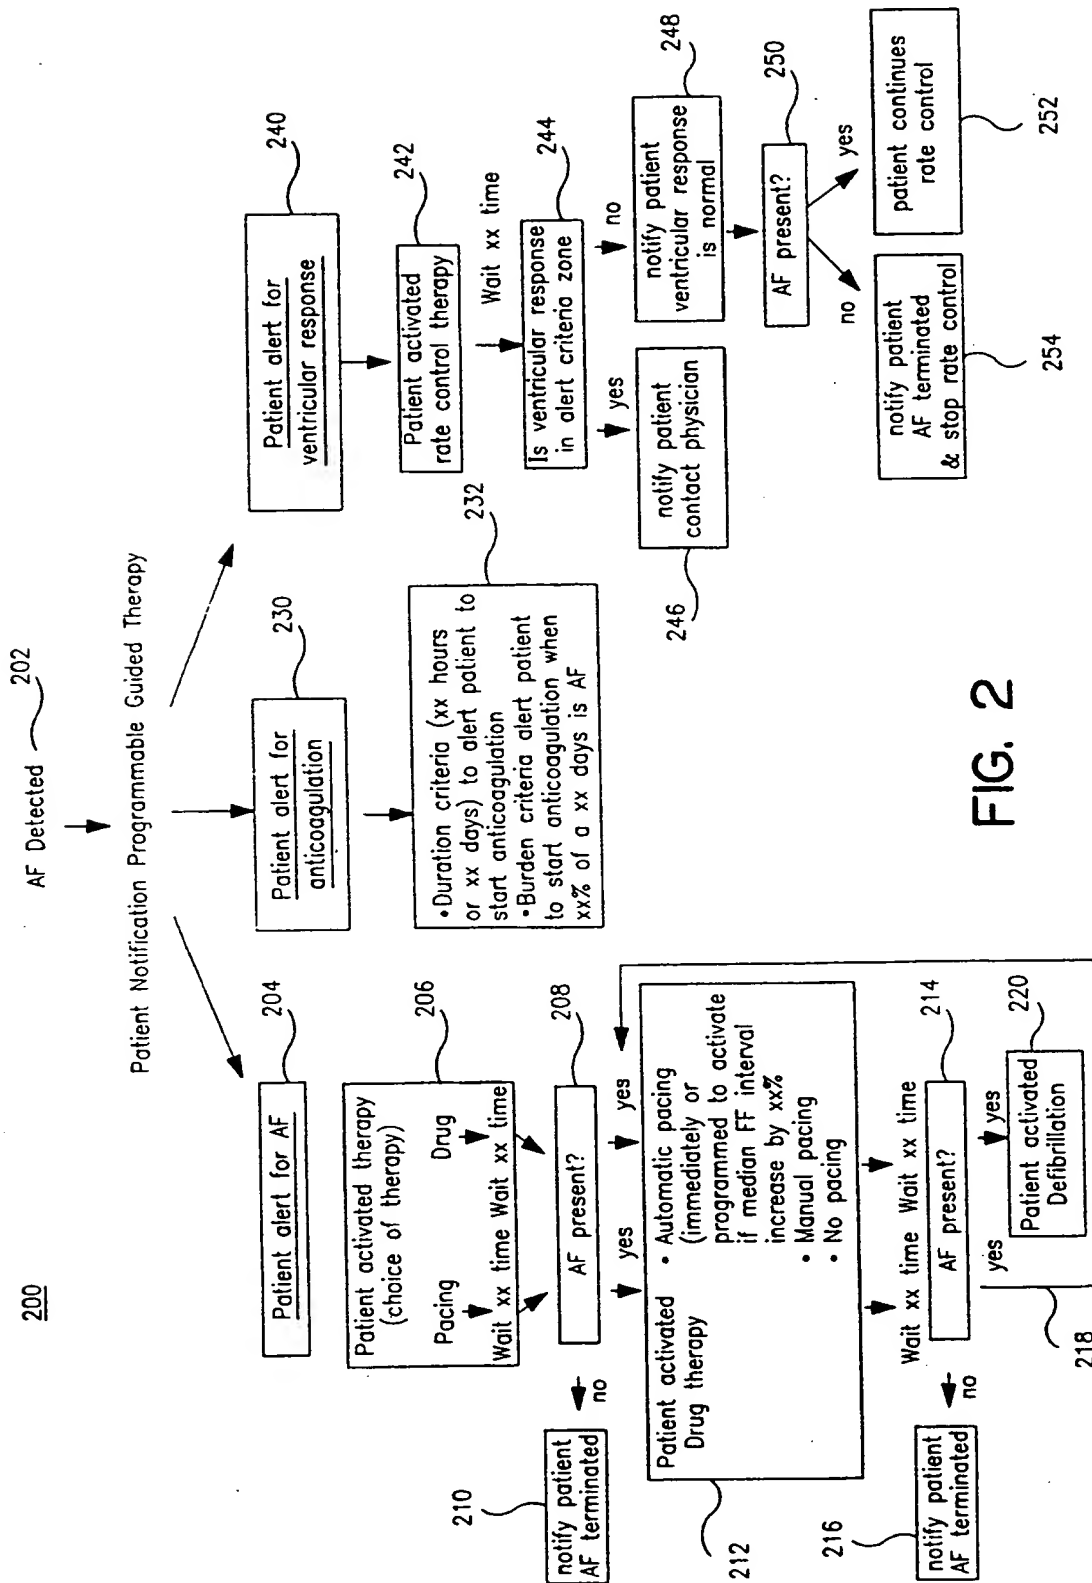 200
AF Detected
202
Patient Notification Programmable Guided Therapy
Patient alert for AF
204
Patient activated therapy
(choice of therapy)
Pacing
Drug
Wait xx time
Wait xx time
206
AF present?
208
no
notify patient
AF terminated
210
yes
yes
Patient activated
Drug therapy
• Automatic pacing
(immediately or
programmed to activate
if median FF interval
increase by xx%
• Manual pacing
• No pacing
212
Wait xx time
Wait xx time
AF present?
214
no
notify patient
AF terminated
216
yes
218
yes
Patient activated
Defibrillation
220
Patient alert for
anticoagulation
230
•Duration criteria (xx hours
or xx days) to alert patient to
start anticoagulation
•Burden criteria alert patient
to start anticoagulation when
xx% of a xx days is AF
232
Patient alert for
ventricular response
240
Patient activated
rate control therapy
242
Wait xx time
Is ventricular response
in alert criteria zone
244
yes
notify patient
contact physician
246
no
notify patient
ventricular response
is normal
248
AF present?
250
no
notify patient
AF terminated
& stop rate control
254
yes
patient continues
rate control
252
FIG. 2